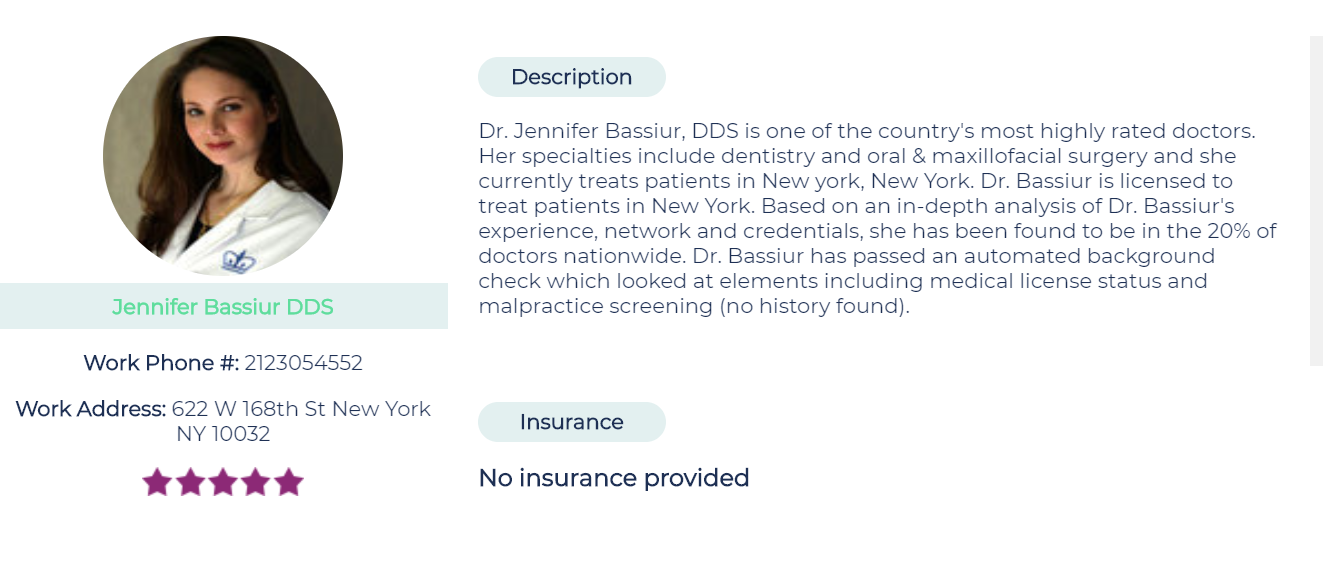 Jennifer Bassiur DDS
Work Phone #: 2123054552
Work Address: 622 W 168th St New York
NY 10032
Description
Dr. Jennifer Bassiur, DDS is one of the country's most highly rated doctors.
Her specialties include dentistry and oral & maxillofacial surgery and she
currently treats patients in New york, New York. Dr. Bassiur is licensed to
treat patients in New York. Based on an in-depth analysis of Dr. Bassiur's
experience, network and credentials, she has been found to be in the 20% of
doctors nationwide. Dr. Bassiur has passed an automated background
check which looked at elements including medical license status and
malpractice screening (no history found).
Insurance
No insurance provided